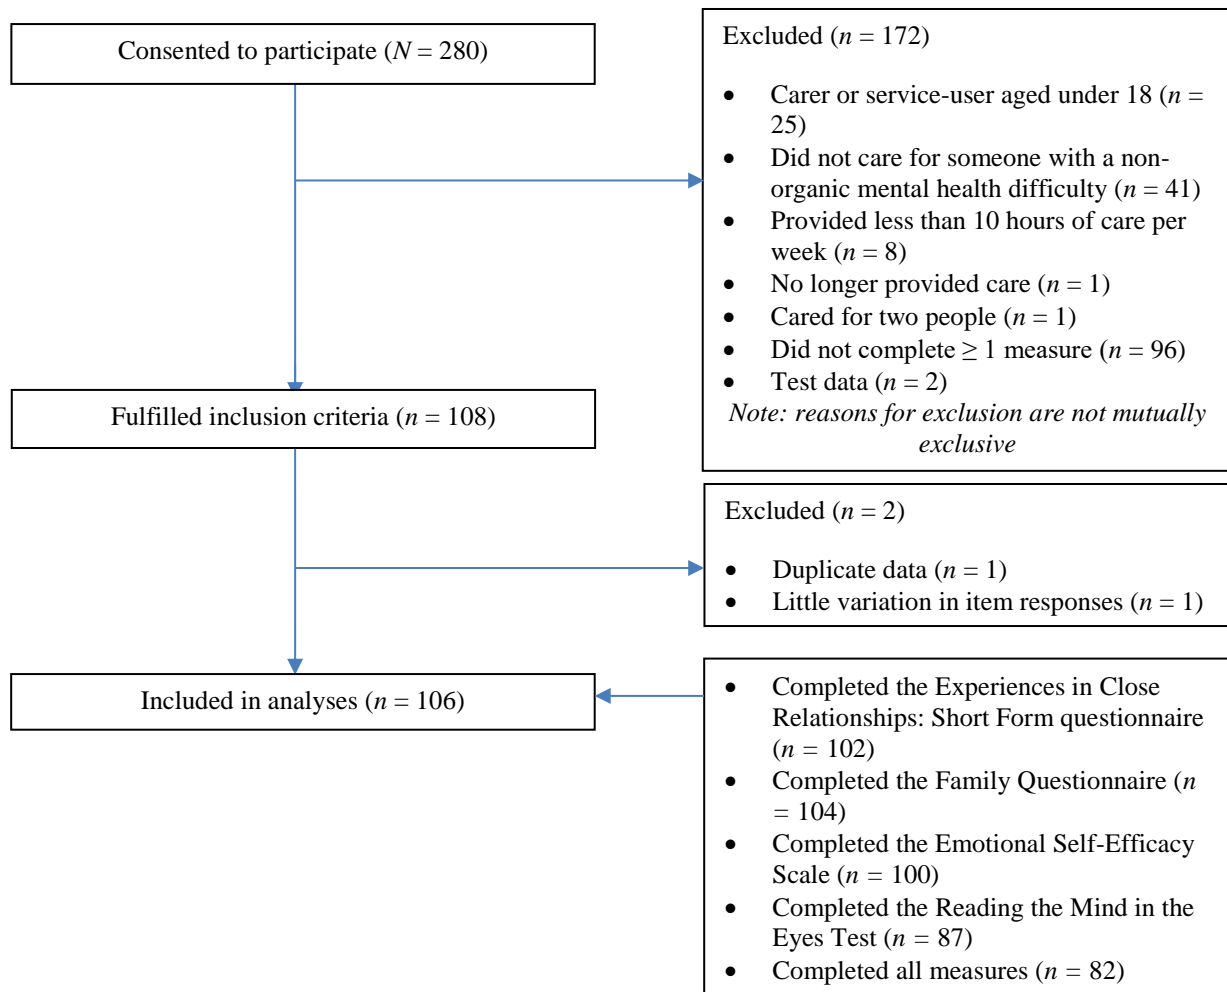 Consented to participate (N = 280)
Excluded (n = 172)
• Carer or service-user aged under 18 (n =
25)
• Did not care for someone with a non-
organic mental health difficulty (n = 41)
• Provided less than 10 hours of care per
week (n = 8)
• No longer provided care (n = 1)
• Cared for two people (n = 1)
• Did not complete ≥ 1 measure (n = 96)
• Test data (n = 2)
Note: reasons for exclusion are not mutually
exclusive
Fulfilled inclusion criteria (n = 108)
Excluded (n = 2)
• Duplicate data (n = 1)
• Little variation in item responses (n = 1)
Included in analyses (n = 106)
• Completed the Experiences in Close
Relationships: Short Form questionnaire
(n = 102)
• Completed the Family Questionnaire (n
= 104)
• Completed the Emotional Self-Efficacy
Scale (n = 100)
• Completed the Reading the Mind in the
Eyes Test (n = 87)
• Completed all measures (n = 82)